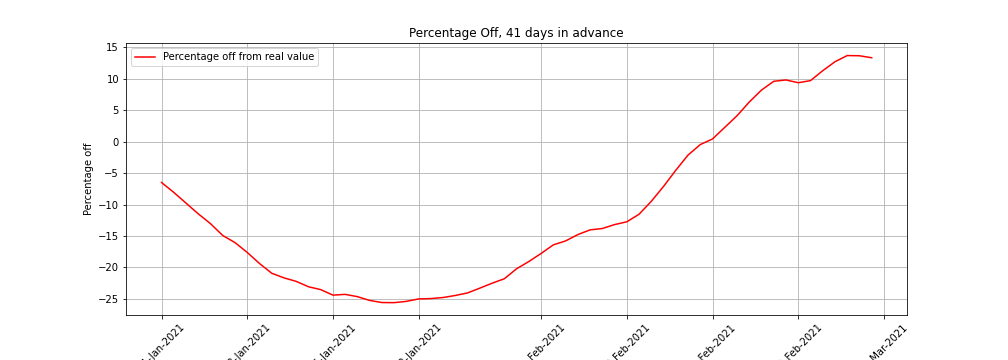 Percentage Off, 41 days in advance
Percentage off from real value
Percentage off
15
10
5
0
−5
−10
−15
−20
−25
-Jan-2021
-Jan-2021
-Jan-2021
-Jan-2021
Feb-2021
Feb-2021
Feb-2021
Feb-2021
Mar-2021